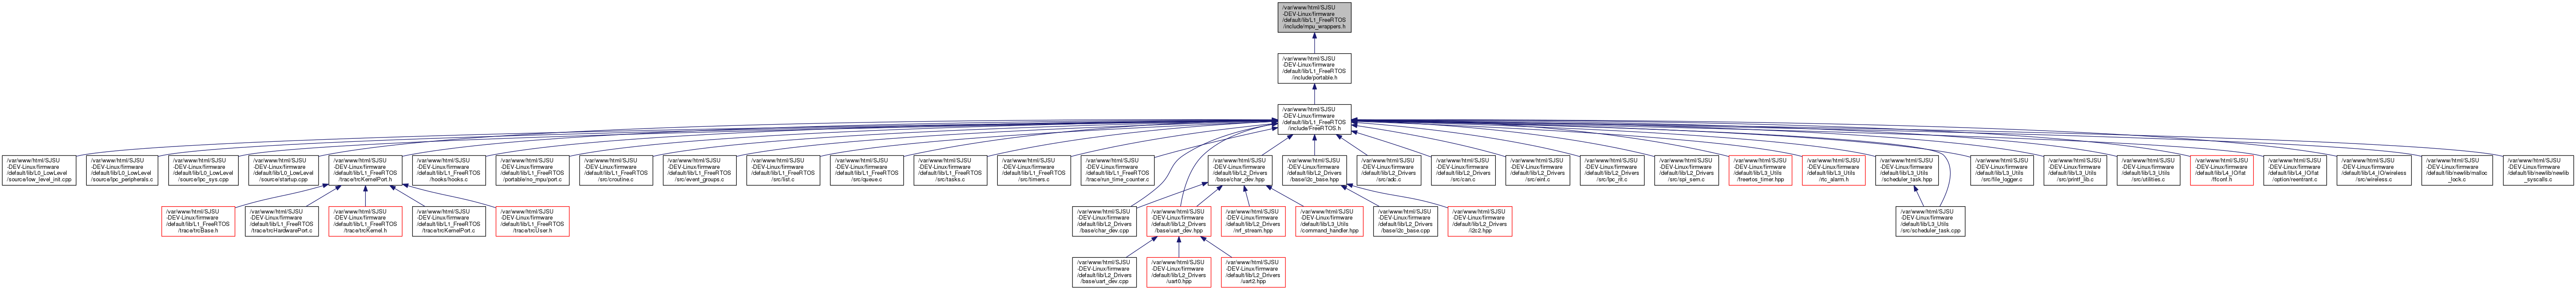 /var/www/html/SJSU
-DEV-Linux/firmware
/default/lib/L1_FreeRTOS
/include/mpu_wrappers.h
/var/www/html/SJSU
-DEV-Linux/firmware
/default/lib/L1_FreeRTOS
/include/portable.h
/var/www/html/SJSU
-DEV-Linux/firmware
/default/lib/L1_FreeRTOS
/include/FreeRTOS.h
/var/www/html/SJSU
-DEV-Linux/firmware
/default/lib/L0_LowLevel
/source/low_level_init.cpp
/var/www/html/SJSU
-DEV-Linux/firmware
/default/lib/L0_LowLevel
/source/lpc_peripherals.c
/var/www/html/SJSU
-DEV-Linux/firmware
/default/lib/L0_LowLevel
/source/lpc_sys.cpp
/var/www/html/SJSU
-DEV-Linux/firmware
/default/lib/L0_LowLevel
/source/startup.cpp
/var/www/html/SJSU
-DEV-Linux/firmware
/default/lib/L1_FreeRTOS
/trace/trcKernelPort.h
/var/www/html/SJSU
-DEV-Linux/firmware
/default/lib/L1_FreeRTOS
/hooks/hooks.c
/var/www/html/SJSU
-DEV-Linux/firmware
/default/lib/L1_FreeRTOS
/portable/no_mpu/port.c
/var/www/html/SJSU
-DEV-Linux/firmware
/default/lib/L1_FreeRTOS
/src/croutine.c
/var/www/html/SJSU
-DEV-Linux/firmware
/default/lib/L1_FreeRTOS
/src/event_groups.c
/var/www/html/SJSU
-DEV-Linux/firmware
/default/lib/L1_FreeRTOS
/src/list.c
/var/www/html/SJSU
-DEV-Linux/firmware
/default/lib/L1_FreeRTOS
/src/queue.c
/var/www/html/SJSU
-DEV-Linux/firmware
/default/lib/L1_FreeRTOS
/src/tasks.c
/var/www/html/SJSU
-DEV-Linux/firmware
/default/lib/L1_FreeRTOS
/src/timers.c
/var/www/html/SJSU
-DEV-Linux/firmware
/default/lib/L1_FreeRTOS
/trace/run_time_counter.c
/var/www/html/SJSU
-DEV-Linux/firmware
/default/lib/L2_Drivers
/base/char_dev.hpp
/var/www/html/SJSU
-DEV-Linux/firmware
/default/lib/L2_Drivers
/base/i2c_base.hpp
/var/www/html/SJSU
-DEV-Linux/firmware
/default/lib/L2_Drivers
/src/adc.c
/var/www/html/SJSU
-DEV-Linux/firmware
/default/lib/L2_Drivers
/src/can.c
/var/www/html/SJSU
-DEV-Linux/firmware
/default/lib/L2_Drivers
/src/eint.c
/var/www/html/SJSU
-DEV-Linux/firmware
/default/lib/L2_Drivers
/src/lpc_rit.c
/var/www/html/SJSU
-DEV-Linux/firmware
/default/lib/L2_Drivers
/src/spi_sem.c
/var/www/html/SJSU
-DEV-Linux/firmware
/default/lib/L3_Utils
/freertos_timer.hpp
/var/www/html/SJSU
-DEV-Linux/firmware
/default/lib/L3_Utils
/rtc_alarm.h
/var/www/html/SJSU
-DEV-Linux/firmware
/default/lib/L3_Utils
/scheduler_task.hpp
/var/www/html/SJSU
-DEV-Linux/firmware
/default/lib/L3_Utils
/src/file_logger.c
/var/www/html/SJSU
-DEV-Linux/firmware
/default/lib/L3_Utils
/src/printf_lib.c
/var/www/html/SJSU
-DEV-Linux/firmware
/default/lib/L3_Utils
/src/utilities.c
/var/www/html/SJSU
-DEV-Linux/firmware
/default/lib/L4_IO/fat
/ffconf.h
/var/www/html/SJSU
-DEV-Linux/firmware
/default/lib/L4_IO/fat
/option/reentrant.c
/var/www/html/SJSU
-DEV-Linux/firmware
/default/lib/L4_IO/wireless
/src/wireless.c
/var/www/html/SJSU
-DEV-Linux/firmware
/default/lib/newlib/malloc
_lock.c
/var/www/html/SJSU
-DEV-Linux/firmware
/default/lib/newlib/newlib
_syscalls.c
/var/www/html/SJSU
-DEV-Linux/firmware
/default/lib/L1_FreeRTOS
/trace/trcBase.h
/var/www/html/SJSU
-DEV-Linux/firmware
/default/lib/L1_FreeRTOS
/trace/trcHardwarePort.c
/var/www/html/SJSU
-DEV-Linux/firmware
/default/lib/L1_FreeRTOS
/trace/trcKernel.h
/var/www/html/SJSU
-DEV-Linux/firmware
/default/lib/L1_FreeRTOS
/trace/trcKernelPort.c
/var/www/html/SJSU
-DEV-Linux/firmware
/default/lib/L1_FreeRTOS
/trace/trcUser.h
/var/www/html/SJSU
-DEV-Linux/firmware
/default/lib/L2_Drivers
/base/char_dev.cpp
/var/www/html/SJSU
-DEV-Linux/firmware
/default/lib/L2_Drivers
/base/uart_dev.hpp
/var/www/html/SJSU
-DEV-Linux/firmware
/default/lib/L2_Drivers
/nrf_stream.hpp
/var/www/html/SJSU
-DEV-Linux/firmware
/default/lib/L3_Utils
/command_handler.hpp
/var/www/html/SJSU
-DEV-Linux/firmware
/default/lib/L2_Drivers
/base/i2c_base.cpp
/var/www/html/SJSU
-DEV-Linux/firmware
/default/lib/L2_Drivers
/i2c2.hpp
/var/www/html/SJSU
-DEV-Linux/firmware
/default/lib/L3_Utils
/src/scheduler_task.cpp
/var/www/html/SJSU
-DEV-Linux/firmware
/default/lib/L2_Drivers
/base/uart_dev.cpp
/var/www/html/SJSU
-DEV-Linux/firmware
/default/lib/L2_Drivers
/uart0.hpp
/var/www/html/SJSU
-DEV-Linux/firmware
/default/lib/L2_Drivers
/uart2.hpp